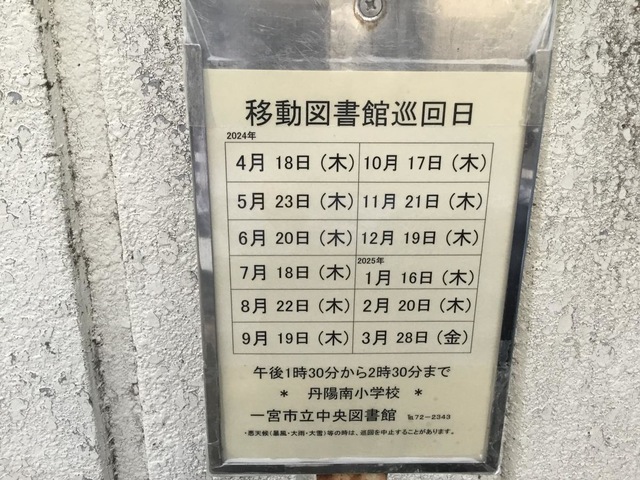 移動図書館巡回日
2024年
4月 18日（木） 10月 17日（木）
5月 23日（木） 11月 21日（木）
6月 20日（木） 12月 19日（木）
2025年
7月 18日（木） 1月 16日（木）
8月 22日（木） 2月 20日（木）
9月 19日（木） 3月 28日（金）
午後1時30分から2時30分まで
* 丹陽南小学校 *
一宮市立中央図書館 ℡72-2343
・悪天候（暴風・大雨・大雪）等の時は、巡回を中止することがあります。